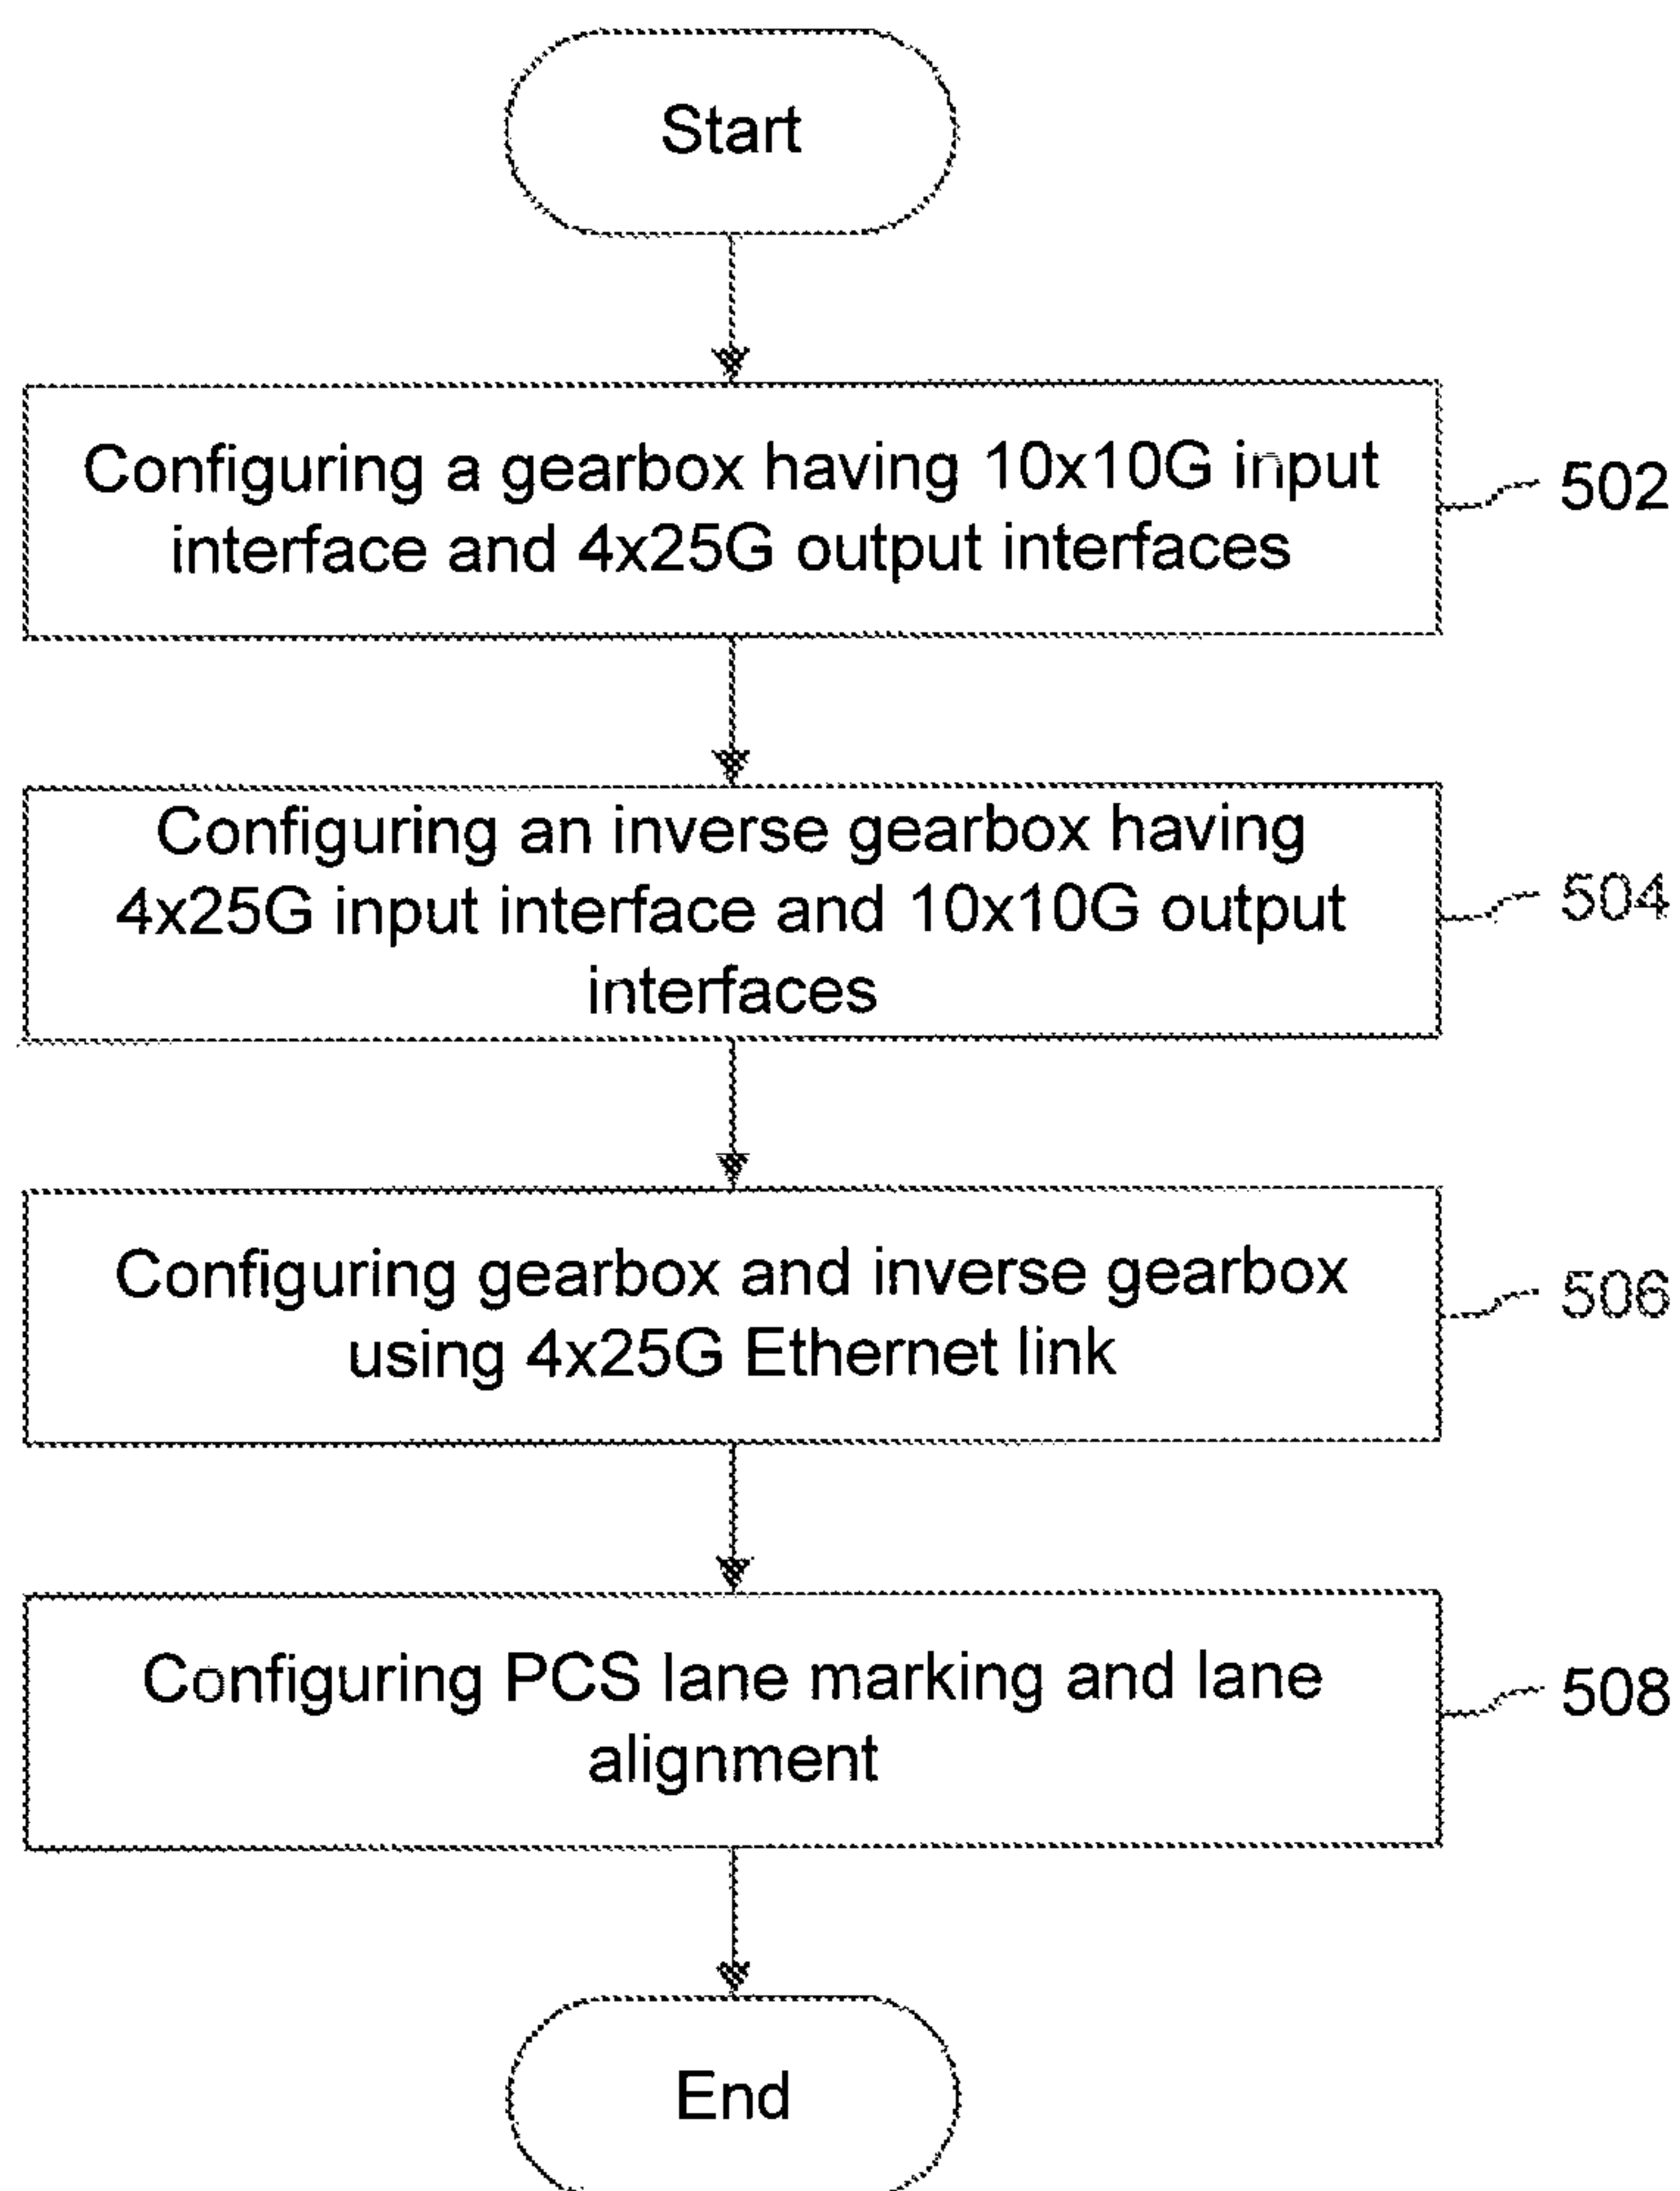 Start
Configuring a gearbox having 10x10G input
interface and 4x25G output interfaces
502
Configuring an inverse gearbox having
4x25G input interface and 10x10G output
interfaces
504
Configuring gearbox and inverse gearbox
using 4x25G Ethernet link
506
Configuring PCS lane marking and lane
alignment
508
End